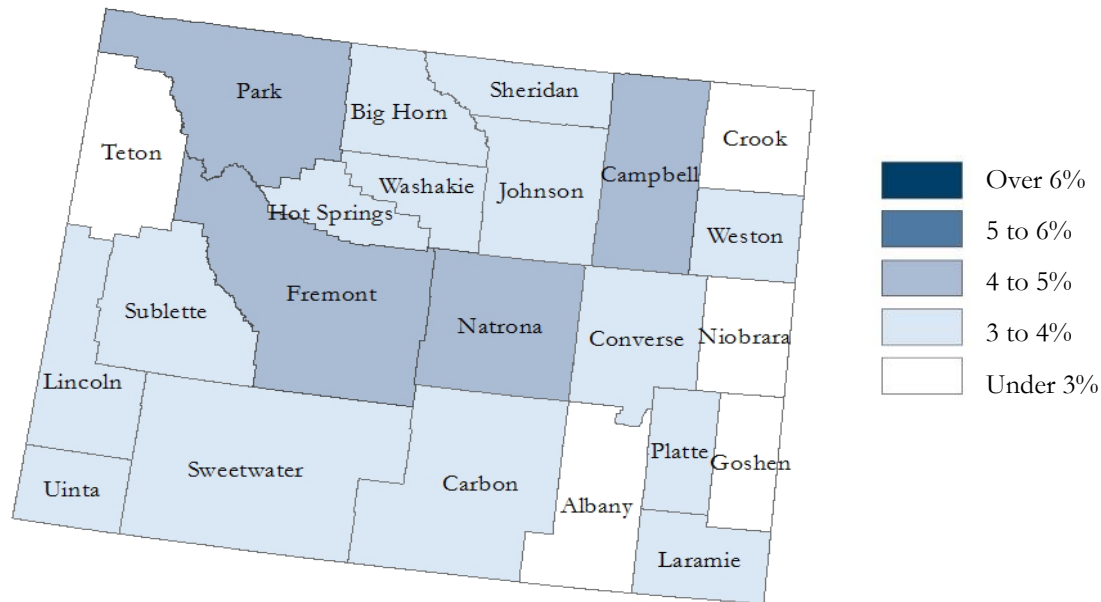 Park
Sheridan
Big Horn
Crook
Teton
Campbell
Washakie
Johnson
Hot Springs
Weston
Fremont
Sublette
Natrona
Converse
Niobrara
Lincoln
Platte
Goshen
Sweetwater
Carbon
Uinta
Albany
Laramie
Over 6%
5 to 6%
4 to 5%
3 to 4%
Under 3%